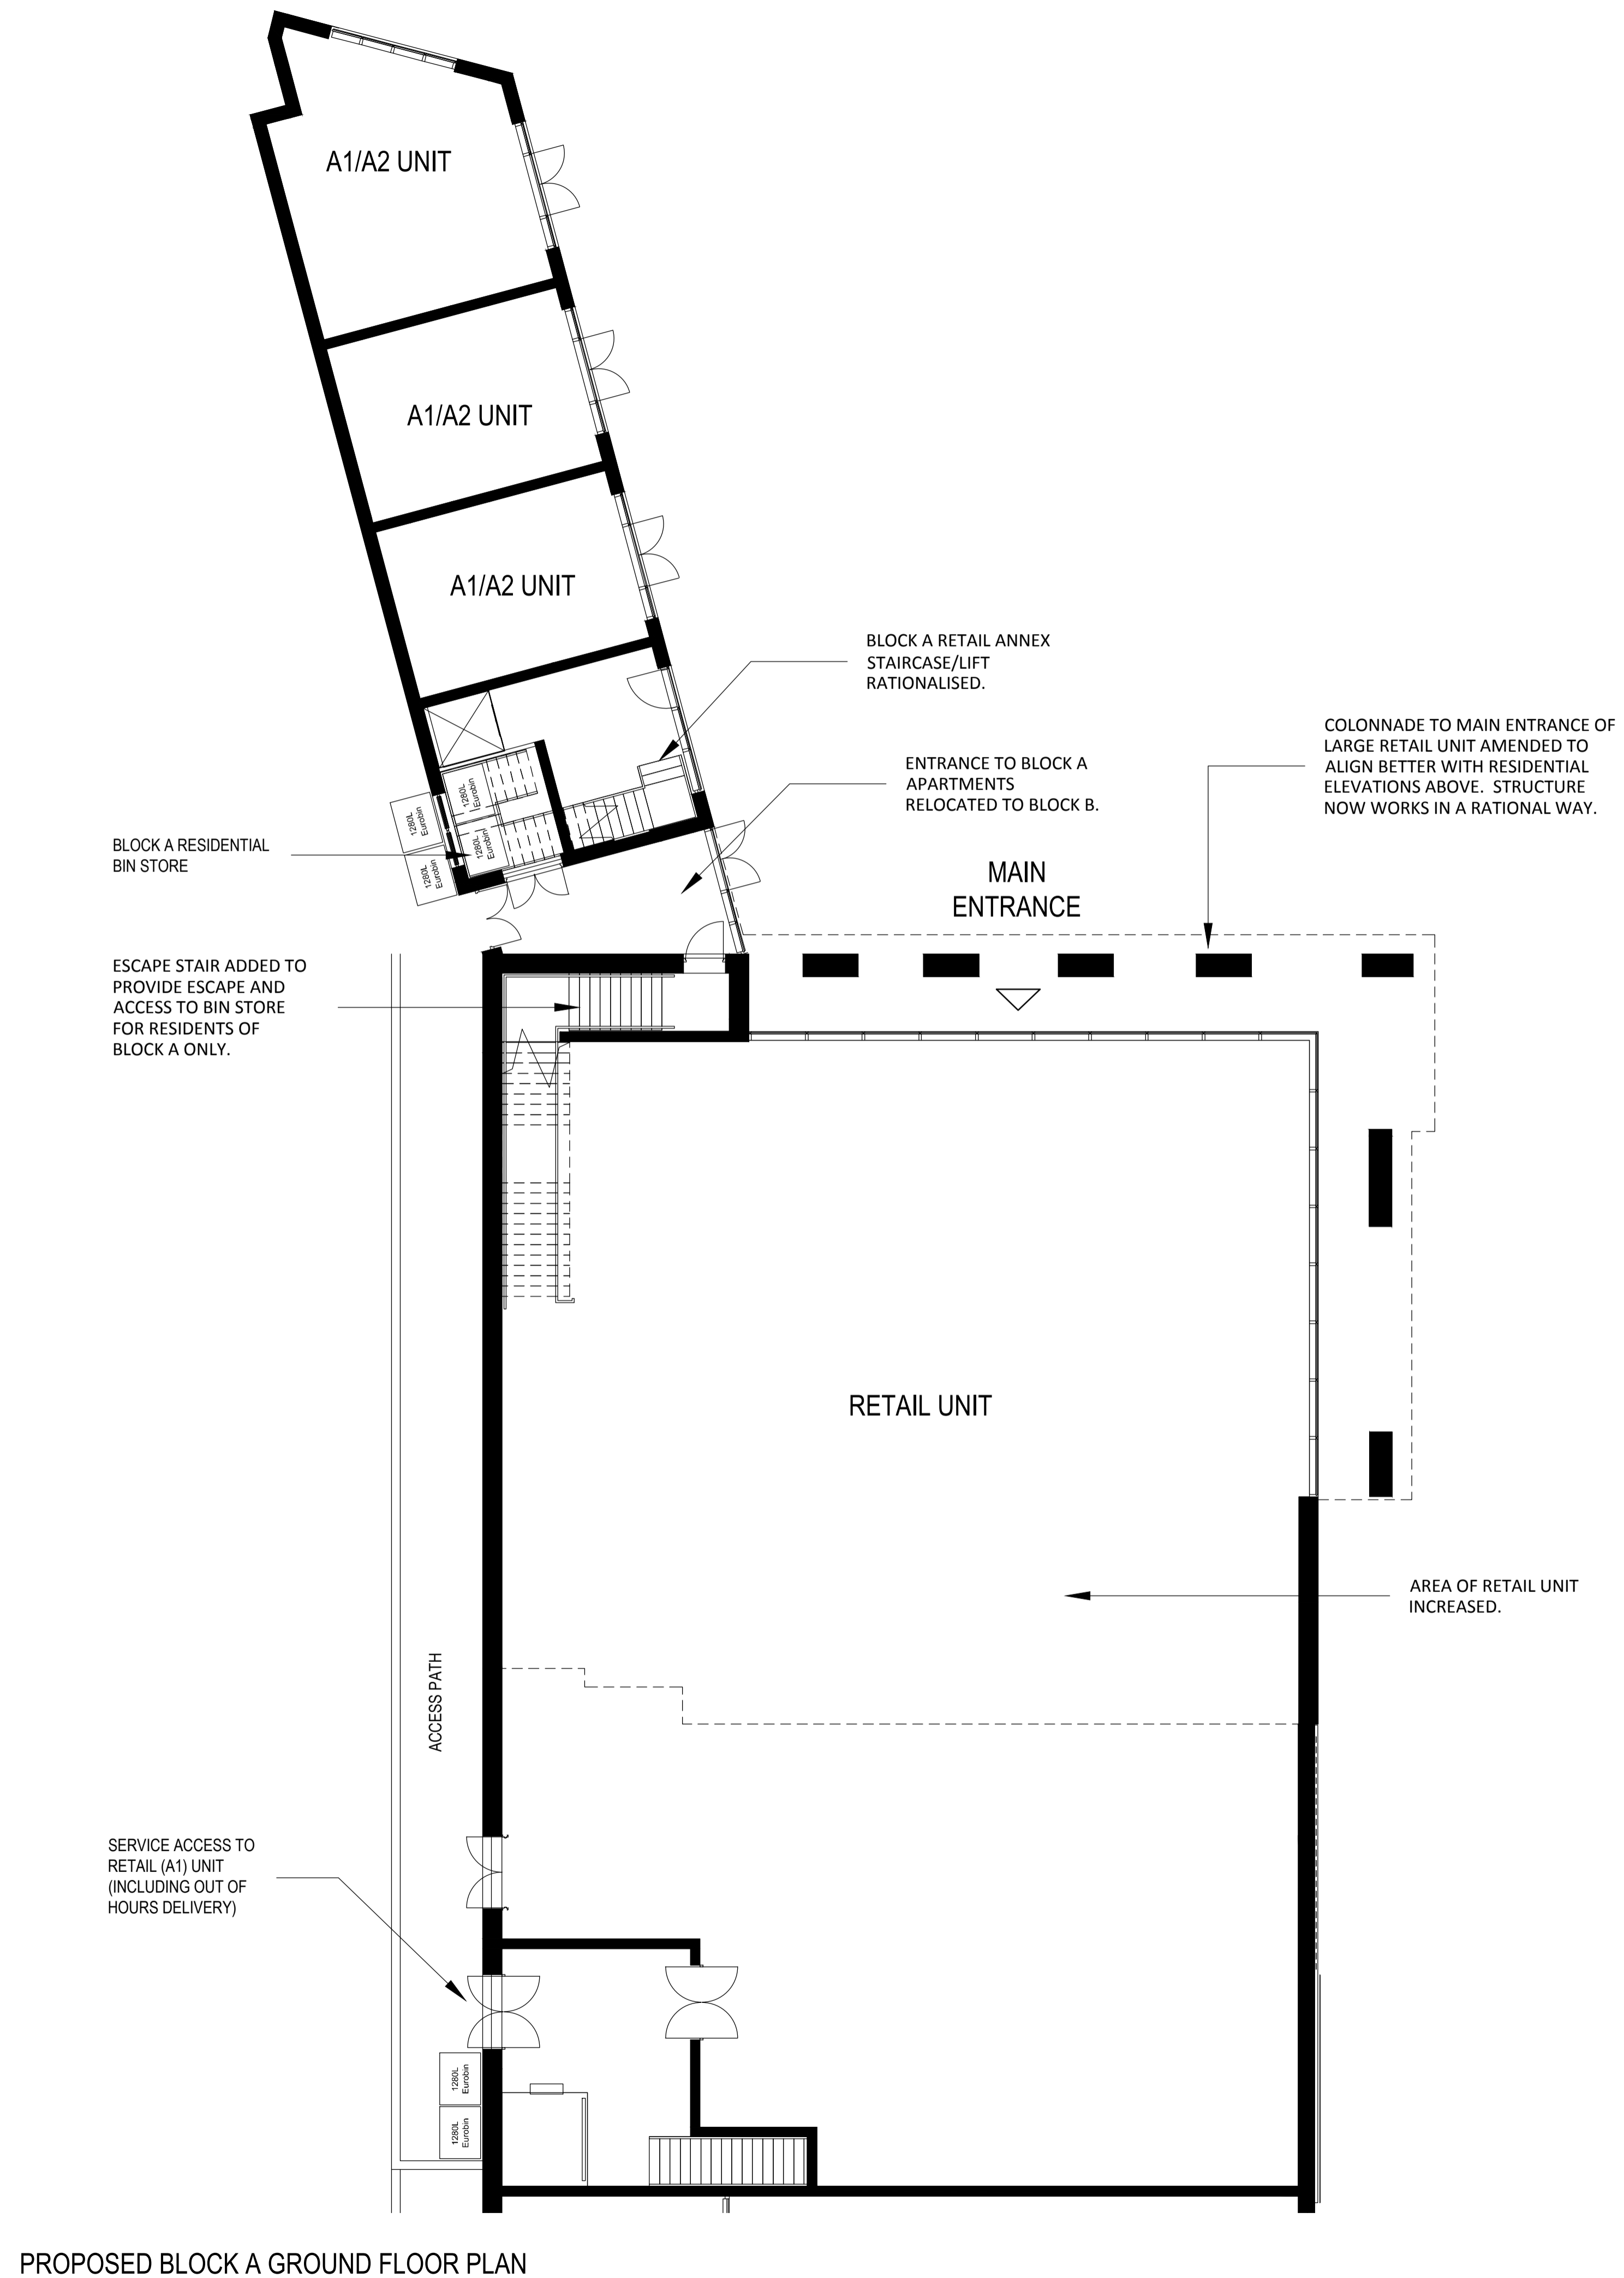 A1/A2 UNIT
A1/A2 UNIT
A1/A2 UNIT
BLOCK A RETAIL ANNEX
STAIRCASE/LIFT
RATIONALISED.
COLONNADE TO MAIN ENTRANCE OF
LARGE RETAIL UNIT AMENDED TO
ALIGN BETTER WITH RESIDENTIAL
ELEVATIONS ABOVE. STRUCTURE
NOW WORKS IN A RATIONAL WAY.
ENTRANCE TO BLOCK A
APARTMENTS
RELOCATED TO BLOCK B.
1280L
Eurobin
1280L
Eurobin
1280L
Eurobin
1280L
Eurobin
BLOCK A RESIDENTIAL
BIN STORE
MAIN
ENTRANCE
ESCAPE STAIR ADDED TO
PROVIDE ESCAPE AND
ACCESS TO BIN STORE
FOR RESIDENTS OF
BLOCK A ONLY.
RETAIL UNIT
AREA OF RETAIL UNIT
INCREASED.
ACCESS PATH
SERVICE ACCESS TO
RETAIL (A1) UNIT
(INCLUDING OUT OF
HOURS DELIVERY)
1280L
Eurobin
1280L
Eurobin
PROPOSED BLOCK A GROUND FLOOR PLAN